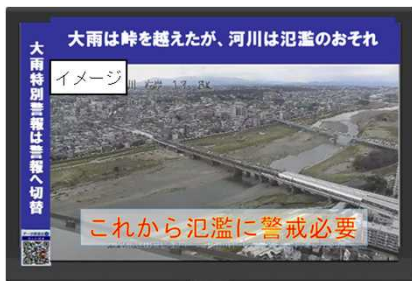 大雨は峠を越えたが、河川は氾濫のおそれ
大雨特別警報は警報へ切替
イメージ
これから氾濫に警戒必要